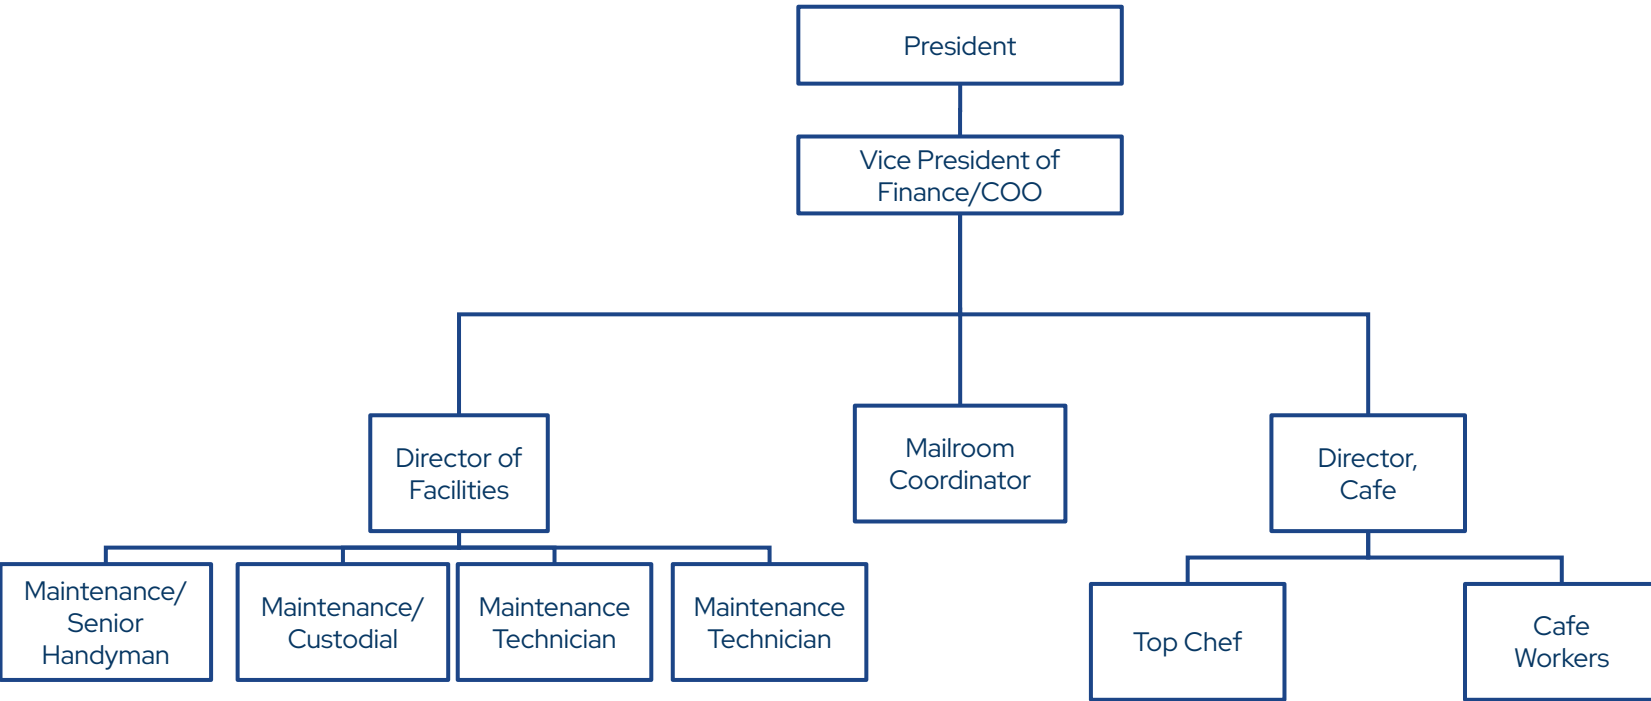 President
Vice President of
Finance/COO
Director of
Facilities
Mailroom
Coordinator
Director,
Cafe
Maintenance/
Senior
Handyman
Maintenance/
Custodial
Maintenance
Technician
Maintenance
Technician
Top Chef
Cafe
Workers